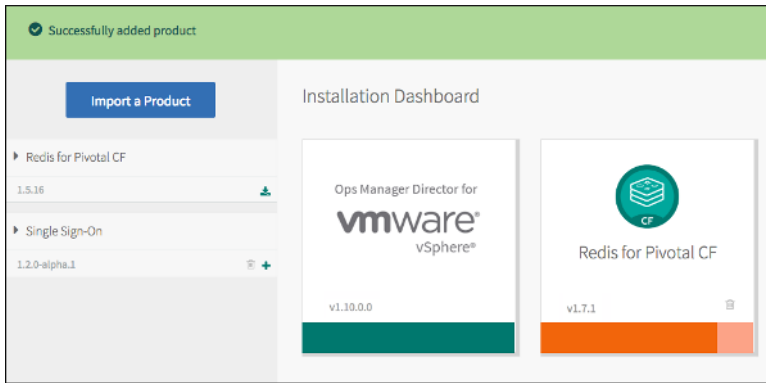 Successfully added product
Import a Product
Redis for Pivotal CF
1.5.16
Single Sign-On
1.2.0-alpha.1
Installation Dashboard
Ops Manager Director for
vmware®
vSphere®
v1.10.0.0
CF
Redis for Pivotal CF
v1.7.1